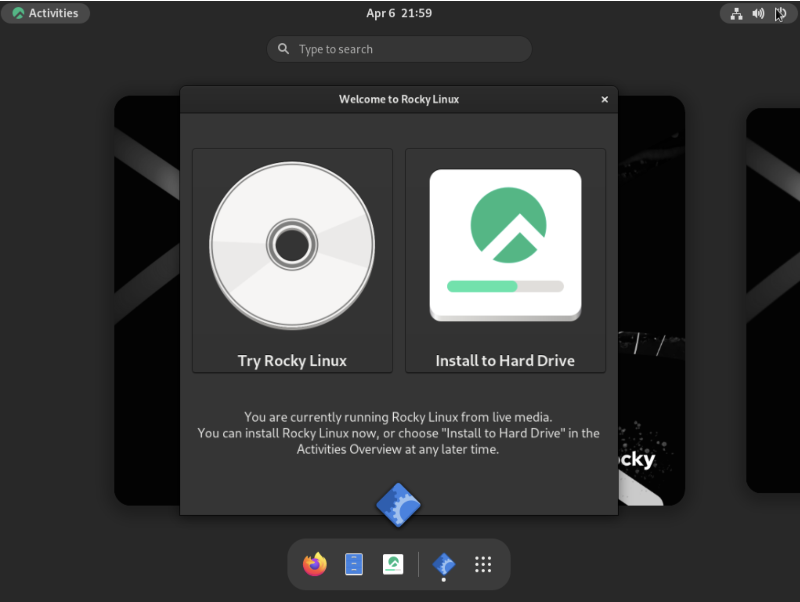 Activities
Apr 6 21:59
Type to search
Welcome to Rocky Linux
Try Rocky Linux
Install to Hard Drive
You are currently running Rocky Linux from live media.
You can install Rocky Linux now, or choose "Install to Hard Drive" in the
Activities Overview at any later time.
cky